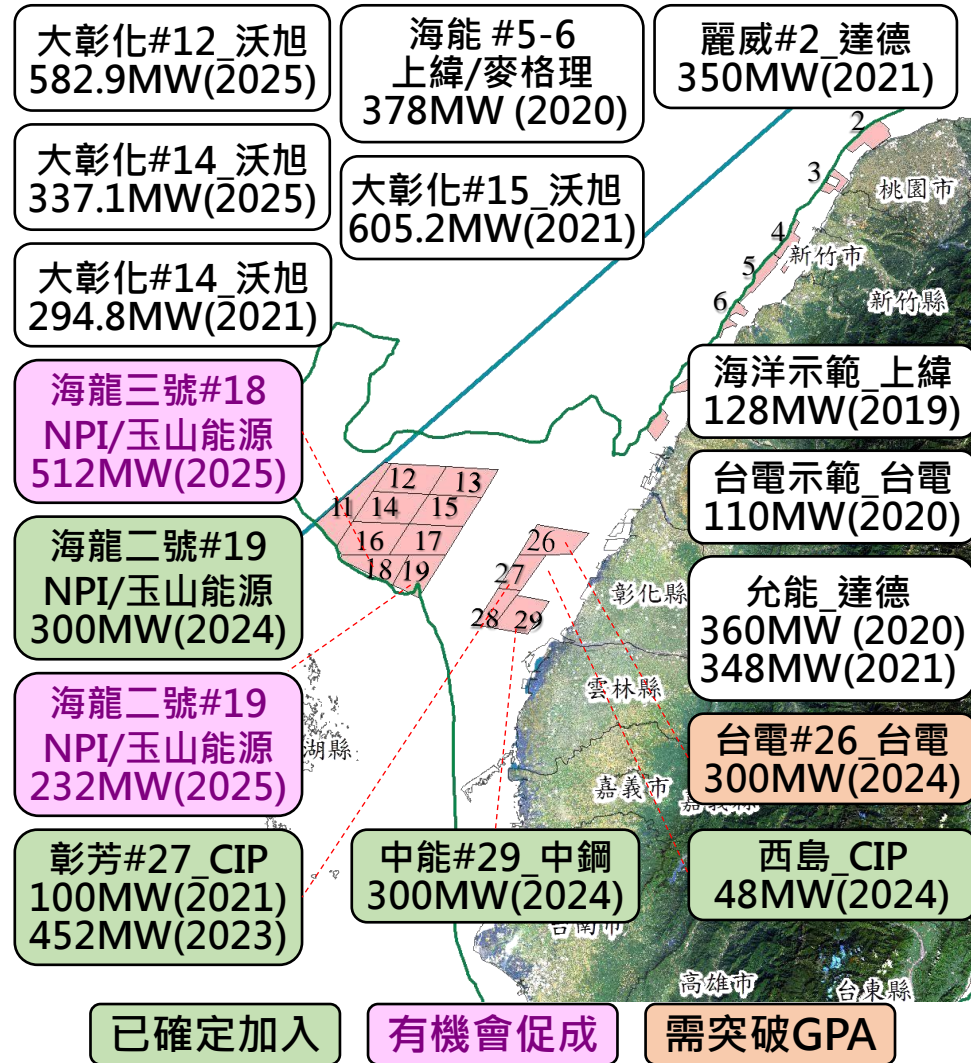 大彰化#12_沃旭
582.9MW(2025)
海能 #5-6
上緯/麥格理
378MW (2020)
麗威#2_達德
350MW(2021)
大彰化#14_沃旭
337.1MW(2025)
大彰化#15_沃旭
605.2MW(2021)
大彰化#14_沃旭
294.8MW(2021)
2
3
桃園市
4
新竹市
5
6
新竹縣
海龍三號#18
NPI/玉山能源
512MW(2025)
海洋示範_上緯
128MW(2019)
台電示範_台電
110MW(2020)
12
13
11
14
15
16
17
18
19
26
27
28
29
彰化縣
海龍二號#19
NPI/玉山能源
300MW(2024)
允能_達德
360MW (2020)
348MW(2021)
雲林縣
海龍二號#19
NPI/玉山能源
232MW(2025)
湖縣
台電#26_台電
300MW(2024)
嘉義市
彰芳#27_CIP
100MW(2021)
452MW(2023)
中能#29_中鋼
300MW(2024)
西島_CIP
48MW(2024)
高雄市
台東縣
已確定加入
有機會促成
需突破GPA